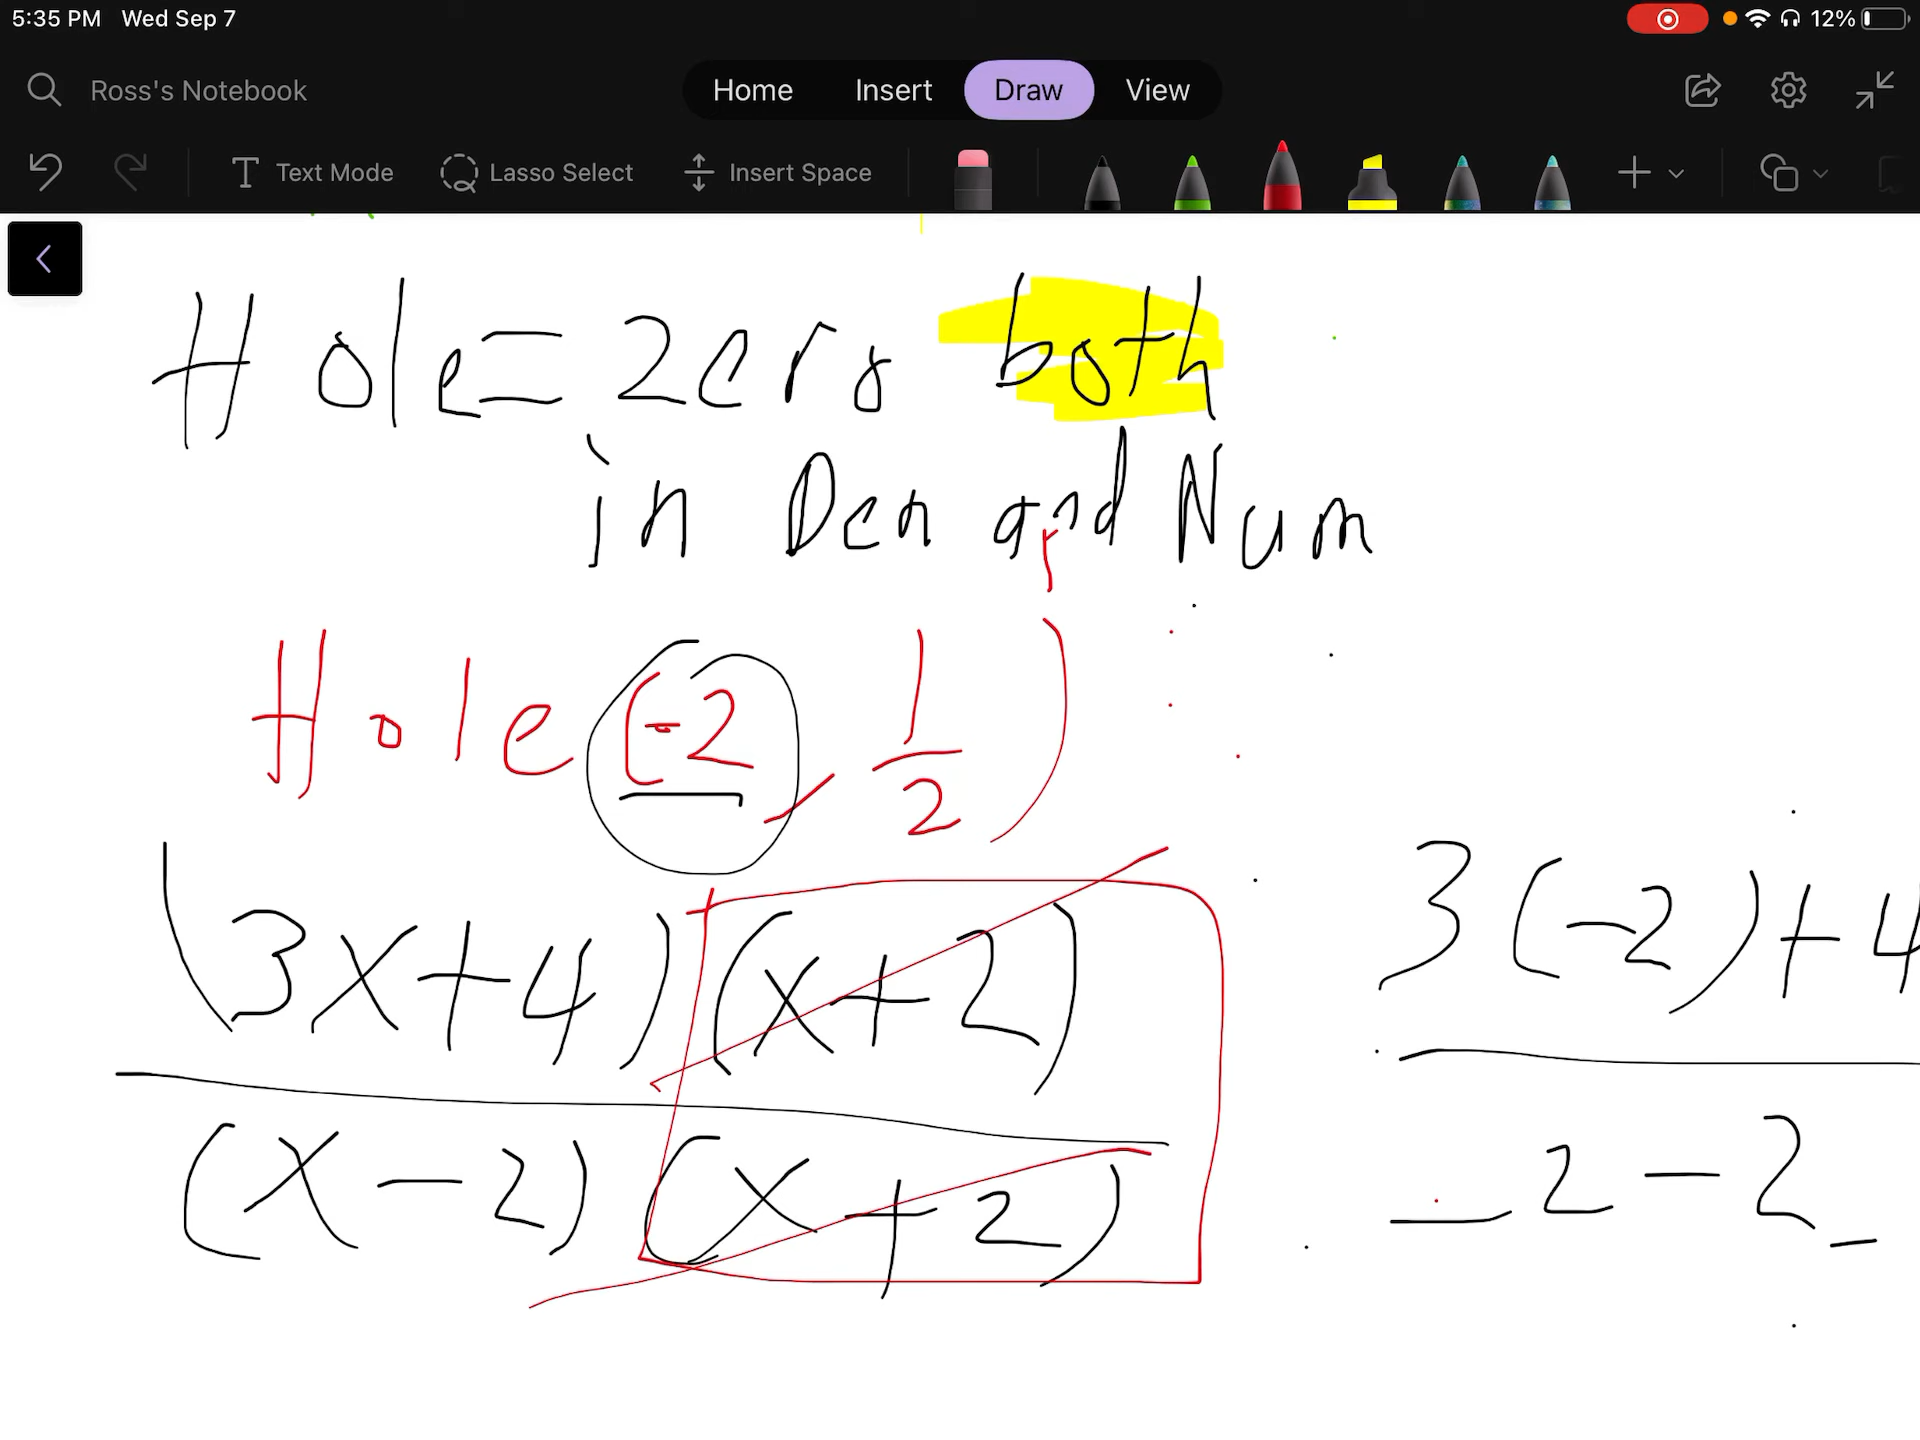 5:35 PM Wed Sep 7
12%
Ross's Notebook
Home Insert Draw View
Text Mode Lasso Select Insert Space
Hole = zero both
in Den and Num
Hole (-2, 1/2)
(3x+4)(x+2)
(x-2)(x+2)
3(-2)+4
-2-2